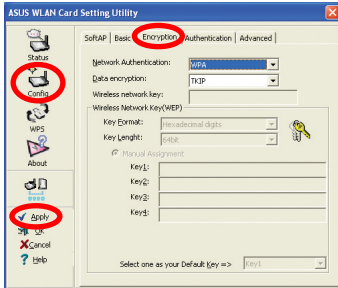 ASUS WLAN Card Setting Utility
Status
Config
WPS
About
Apply
Cancel
Help
SoftAP Basic Encryption Authentication Advanced
Network Authentication: WPA
Data encryption: TKIP
Wireless network key:
Wireless Network Key(WEP)
Key Format: Hexadecimal digits
Key Lenght: 64bit
Manual Assignment
Key1:
Key2:
Key3:
Key4:
Select one as your Default Key => Key1